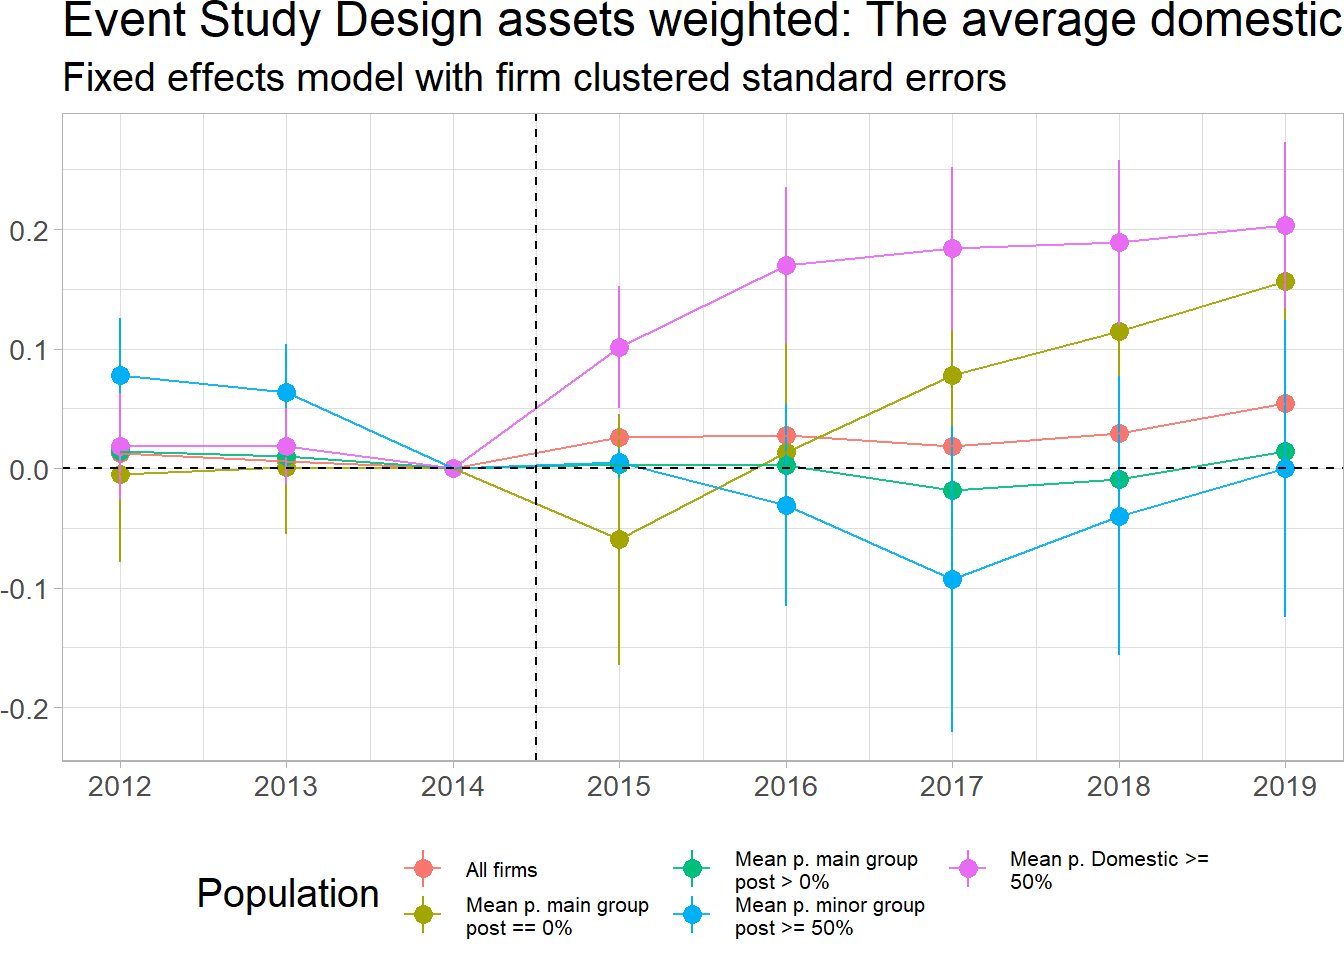 Event Study Design assets weighted: The average domestic
Fixed effects model with firm clustered standard errors
0.2
0.1
0.0
-0.1
-0.2
2012 2013 2014 2015 2016 2017 2018 2019
Population
All firms
Mean p. main group
post == 0%
Mean p. main group
post > 0%
Mean p. minor group
post >= 50%
Mean p. Domestic >=
50%